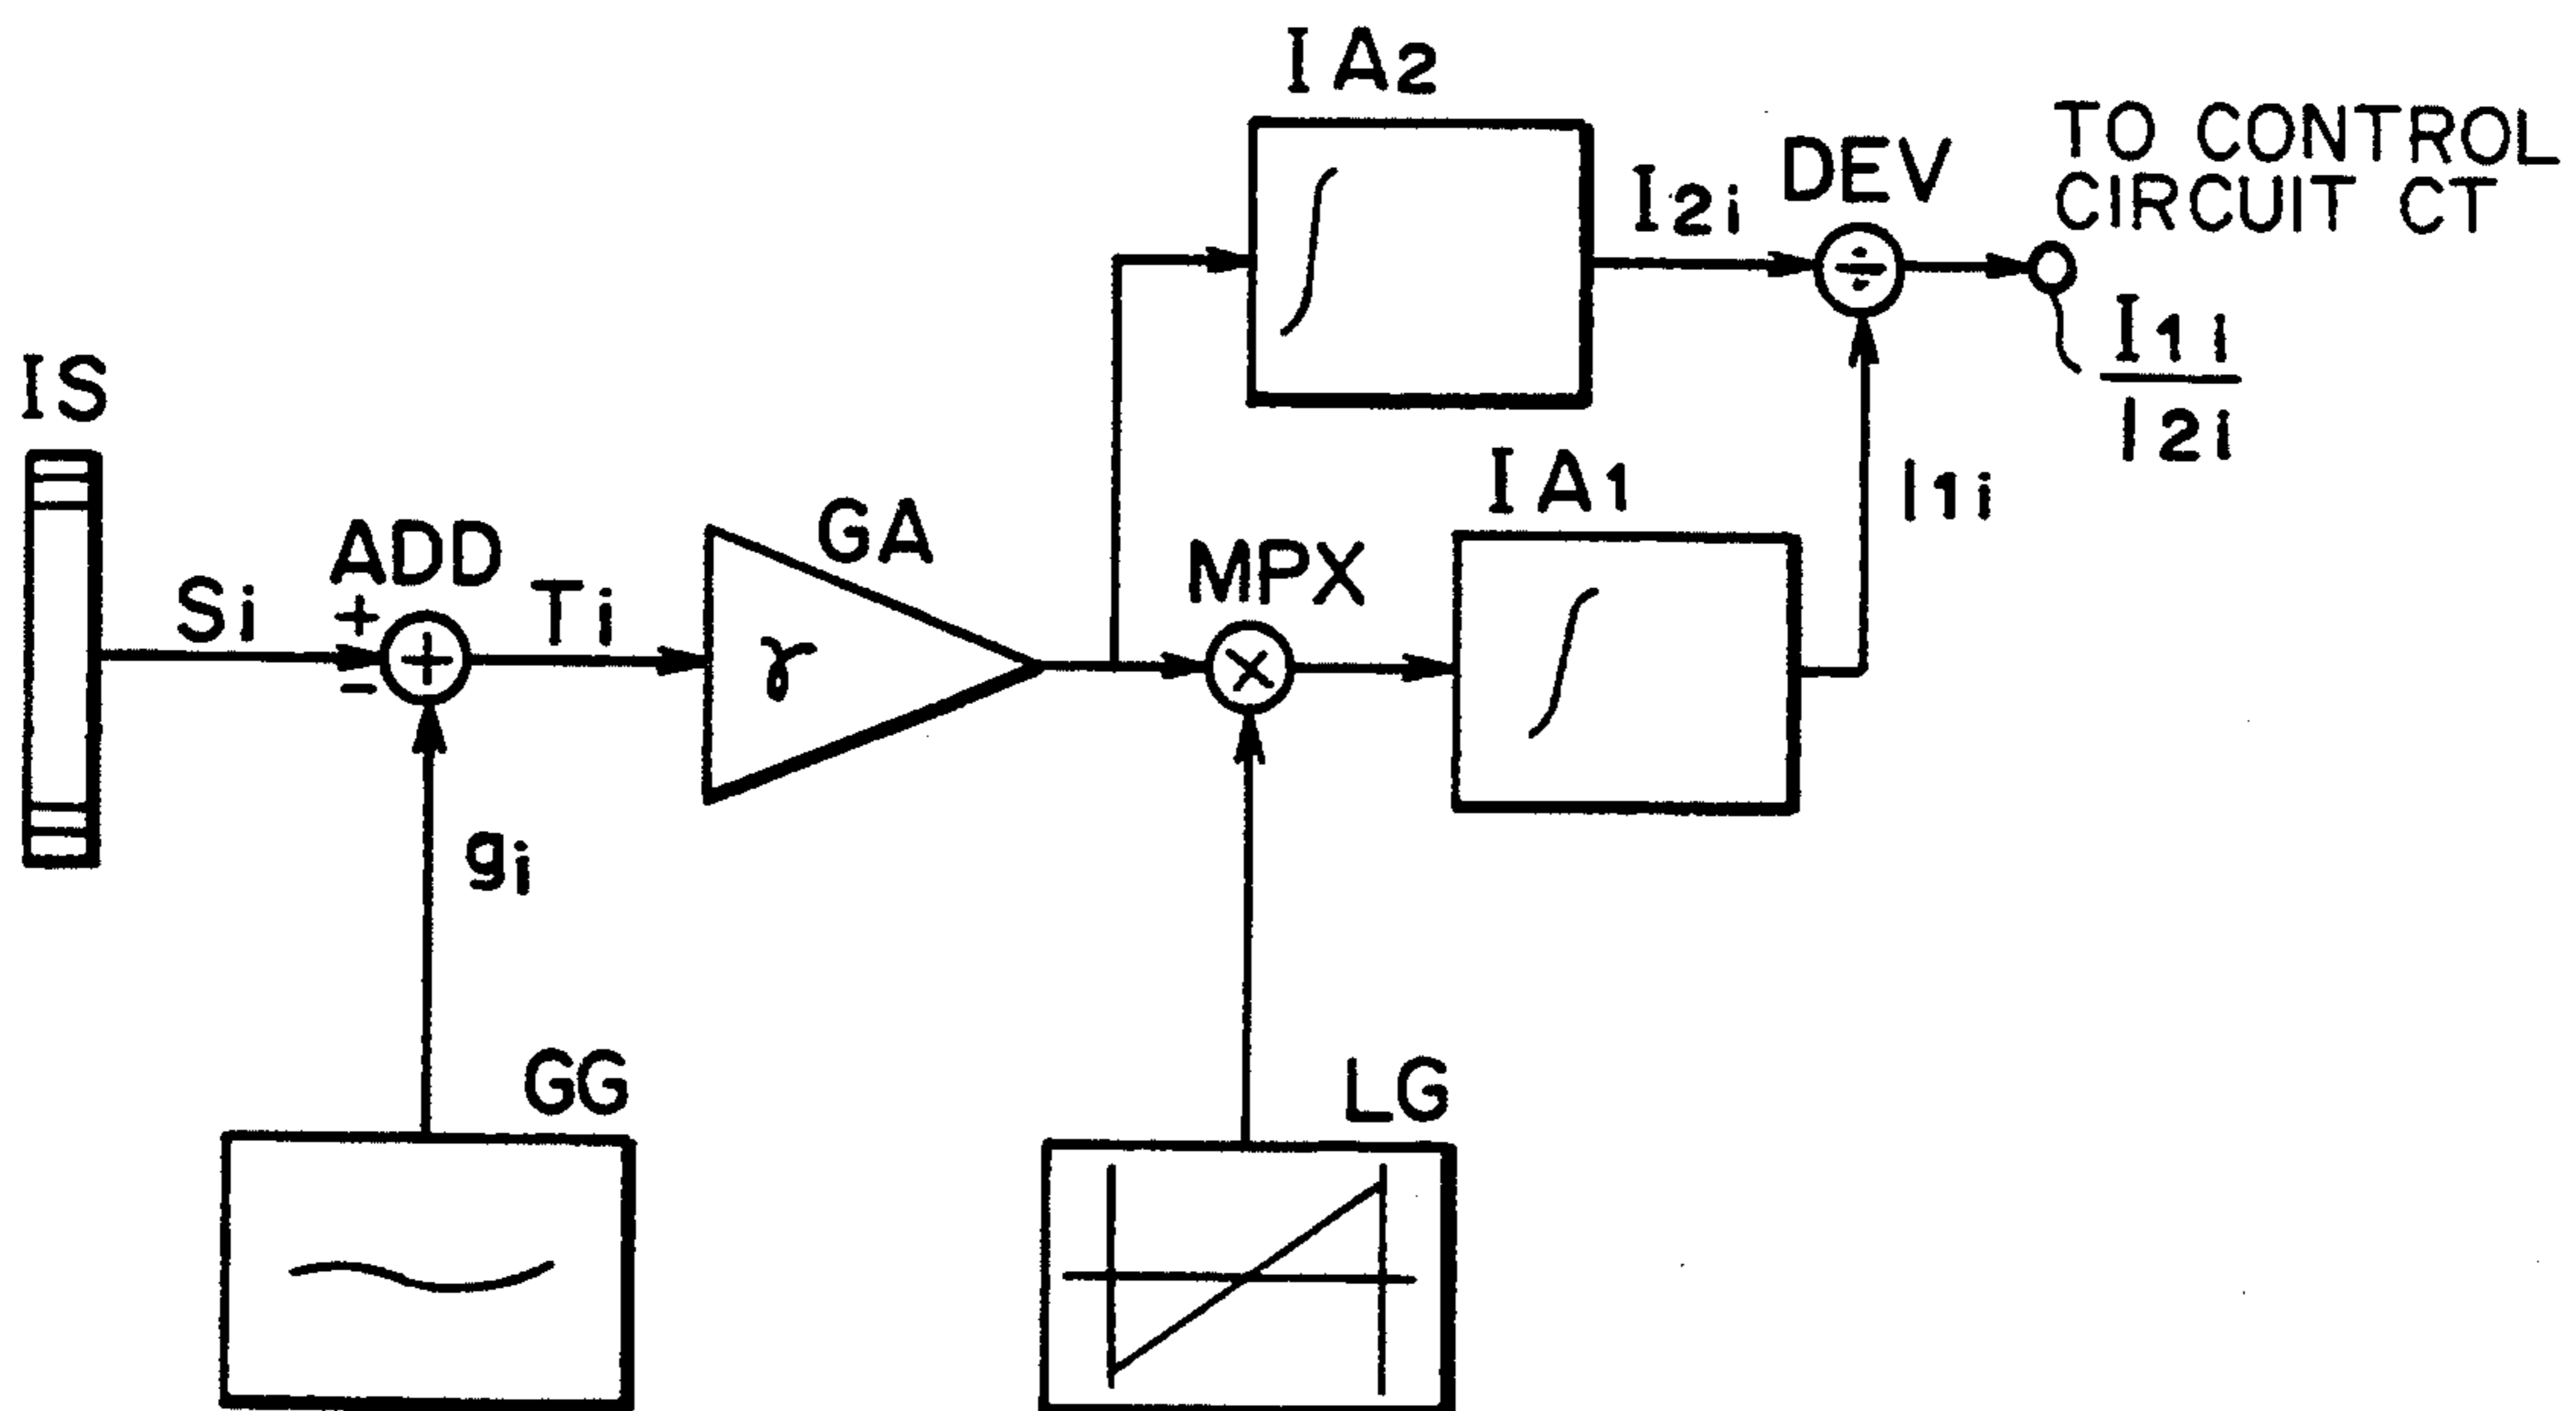 IA2
TO CONTROL
CIRCUIT CT
DEV
I2i
I1i
I2i
IS
IA1
I1i
GA
ADD
MPX
Si
+
+
Ti
γ
×
÷
−
gi
GG
LG